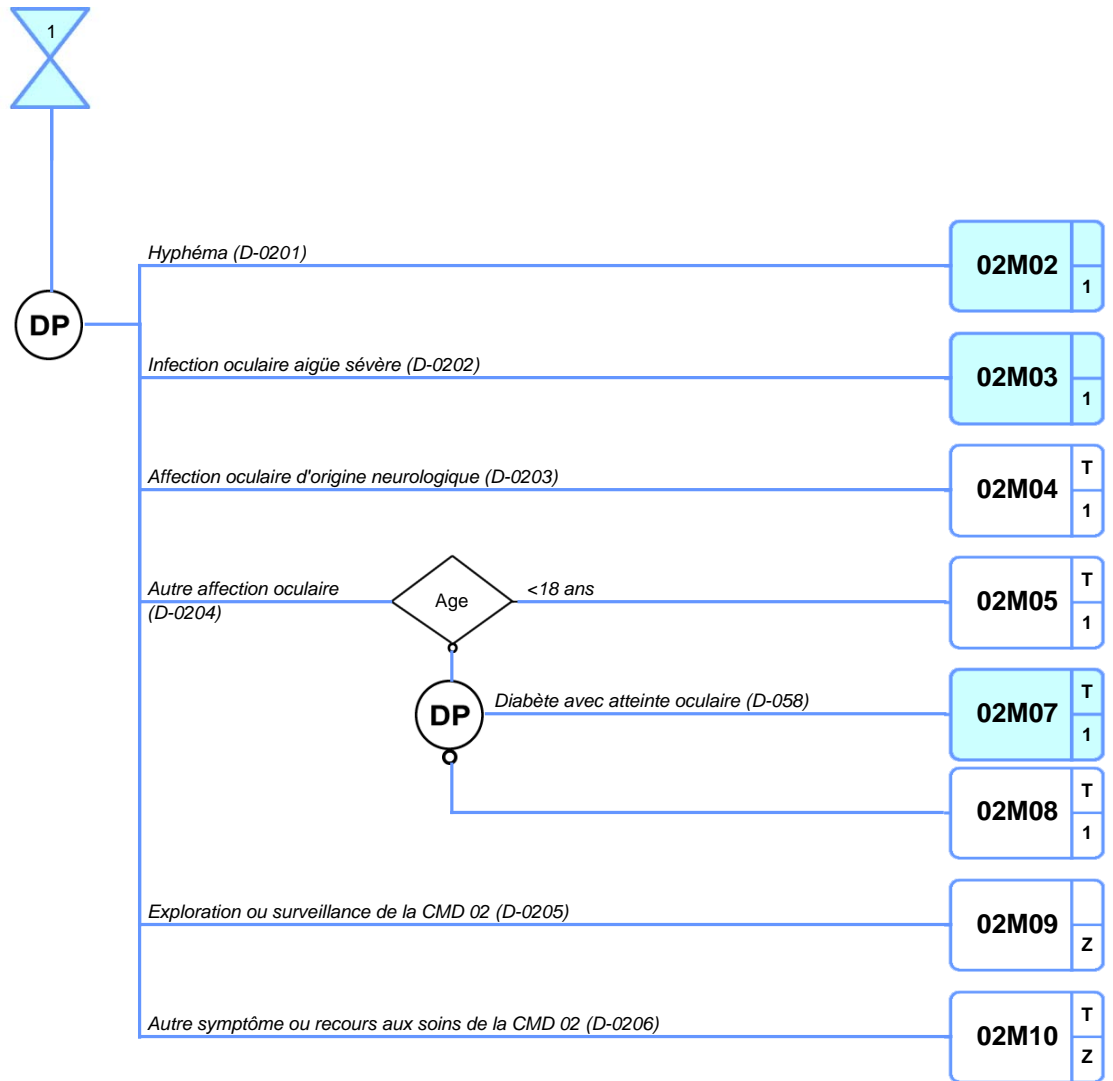 1
DP
Hyphéma (D-0201)
02M02
1
Infection oculaire aigüe sévère (D-0202)
02M03
1
Affection oculaire d'origine neurologique (D-0203)
02M04
T
1
Autre affection oculaire
(D-0204)
Age
<18 ans
02M05
T
1
DP
Diabète avec atteinte oculaire (D-058)
02M07
T
1
02M08
T
1
Exploration ou surveillance de la CMD 02 (D-0205)
02M09
Z
Autre symptôme ou recours aux soins de la CMD 02 (D-0206)
02M10
T
Z